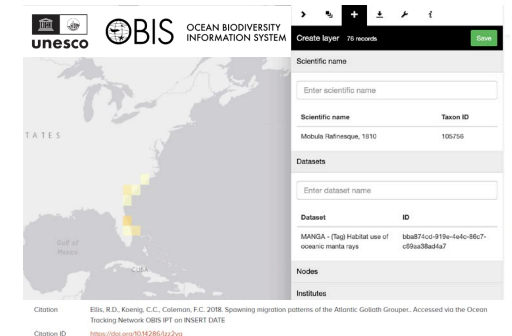 unesco
OBIS
OCEAN BIODIVERSITY
INFORMATION SYSTEM
Create layer 76 records
Save
Scientific name
Enter scientific name
Scientific name Taxon ID
Mobula Rafinesque, 1810 105756
Datasets
Enter dataset name
Dataset ID
MANGA - (Tag) Habitat use of bba874cd-919e-4e4c-86c7-
oceanic manta rays c69aa38ad4a7
Nodes
Institutes
TATES
Gulf of
Mexico
CUBA
Citation Ellis, R.D., Koenig, C.C., Coleman, F.C. 2018. Spawning migration patterns of the Atlantic Goliath Grouper.. Accessed via the Ocean
Tracking Network OBIS IPT on INSERT DATE
Citation ID https://doi.org/10.14286/lzz2vg